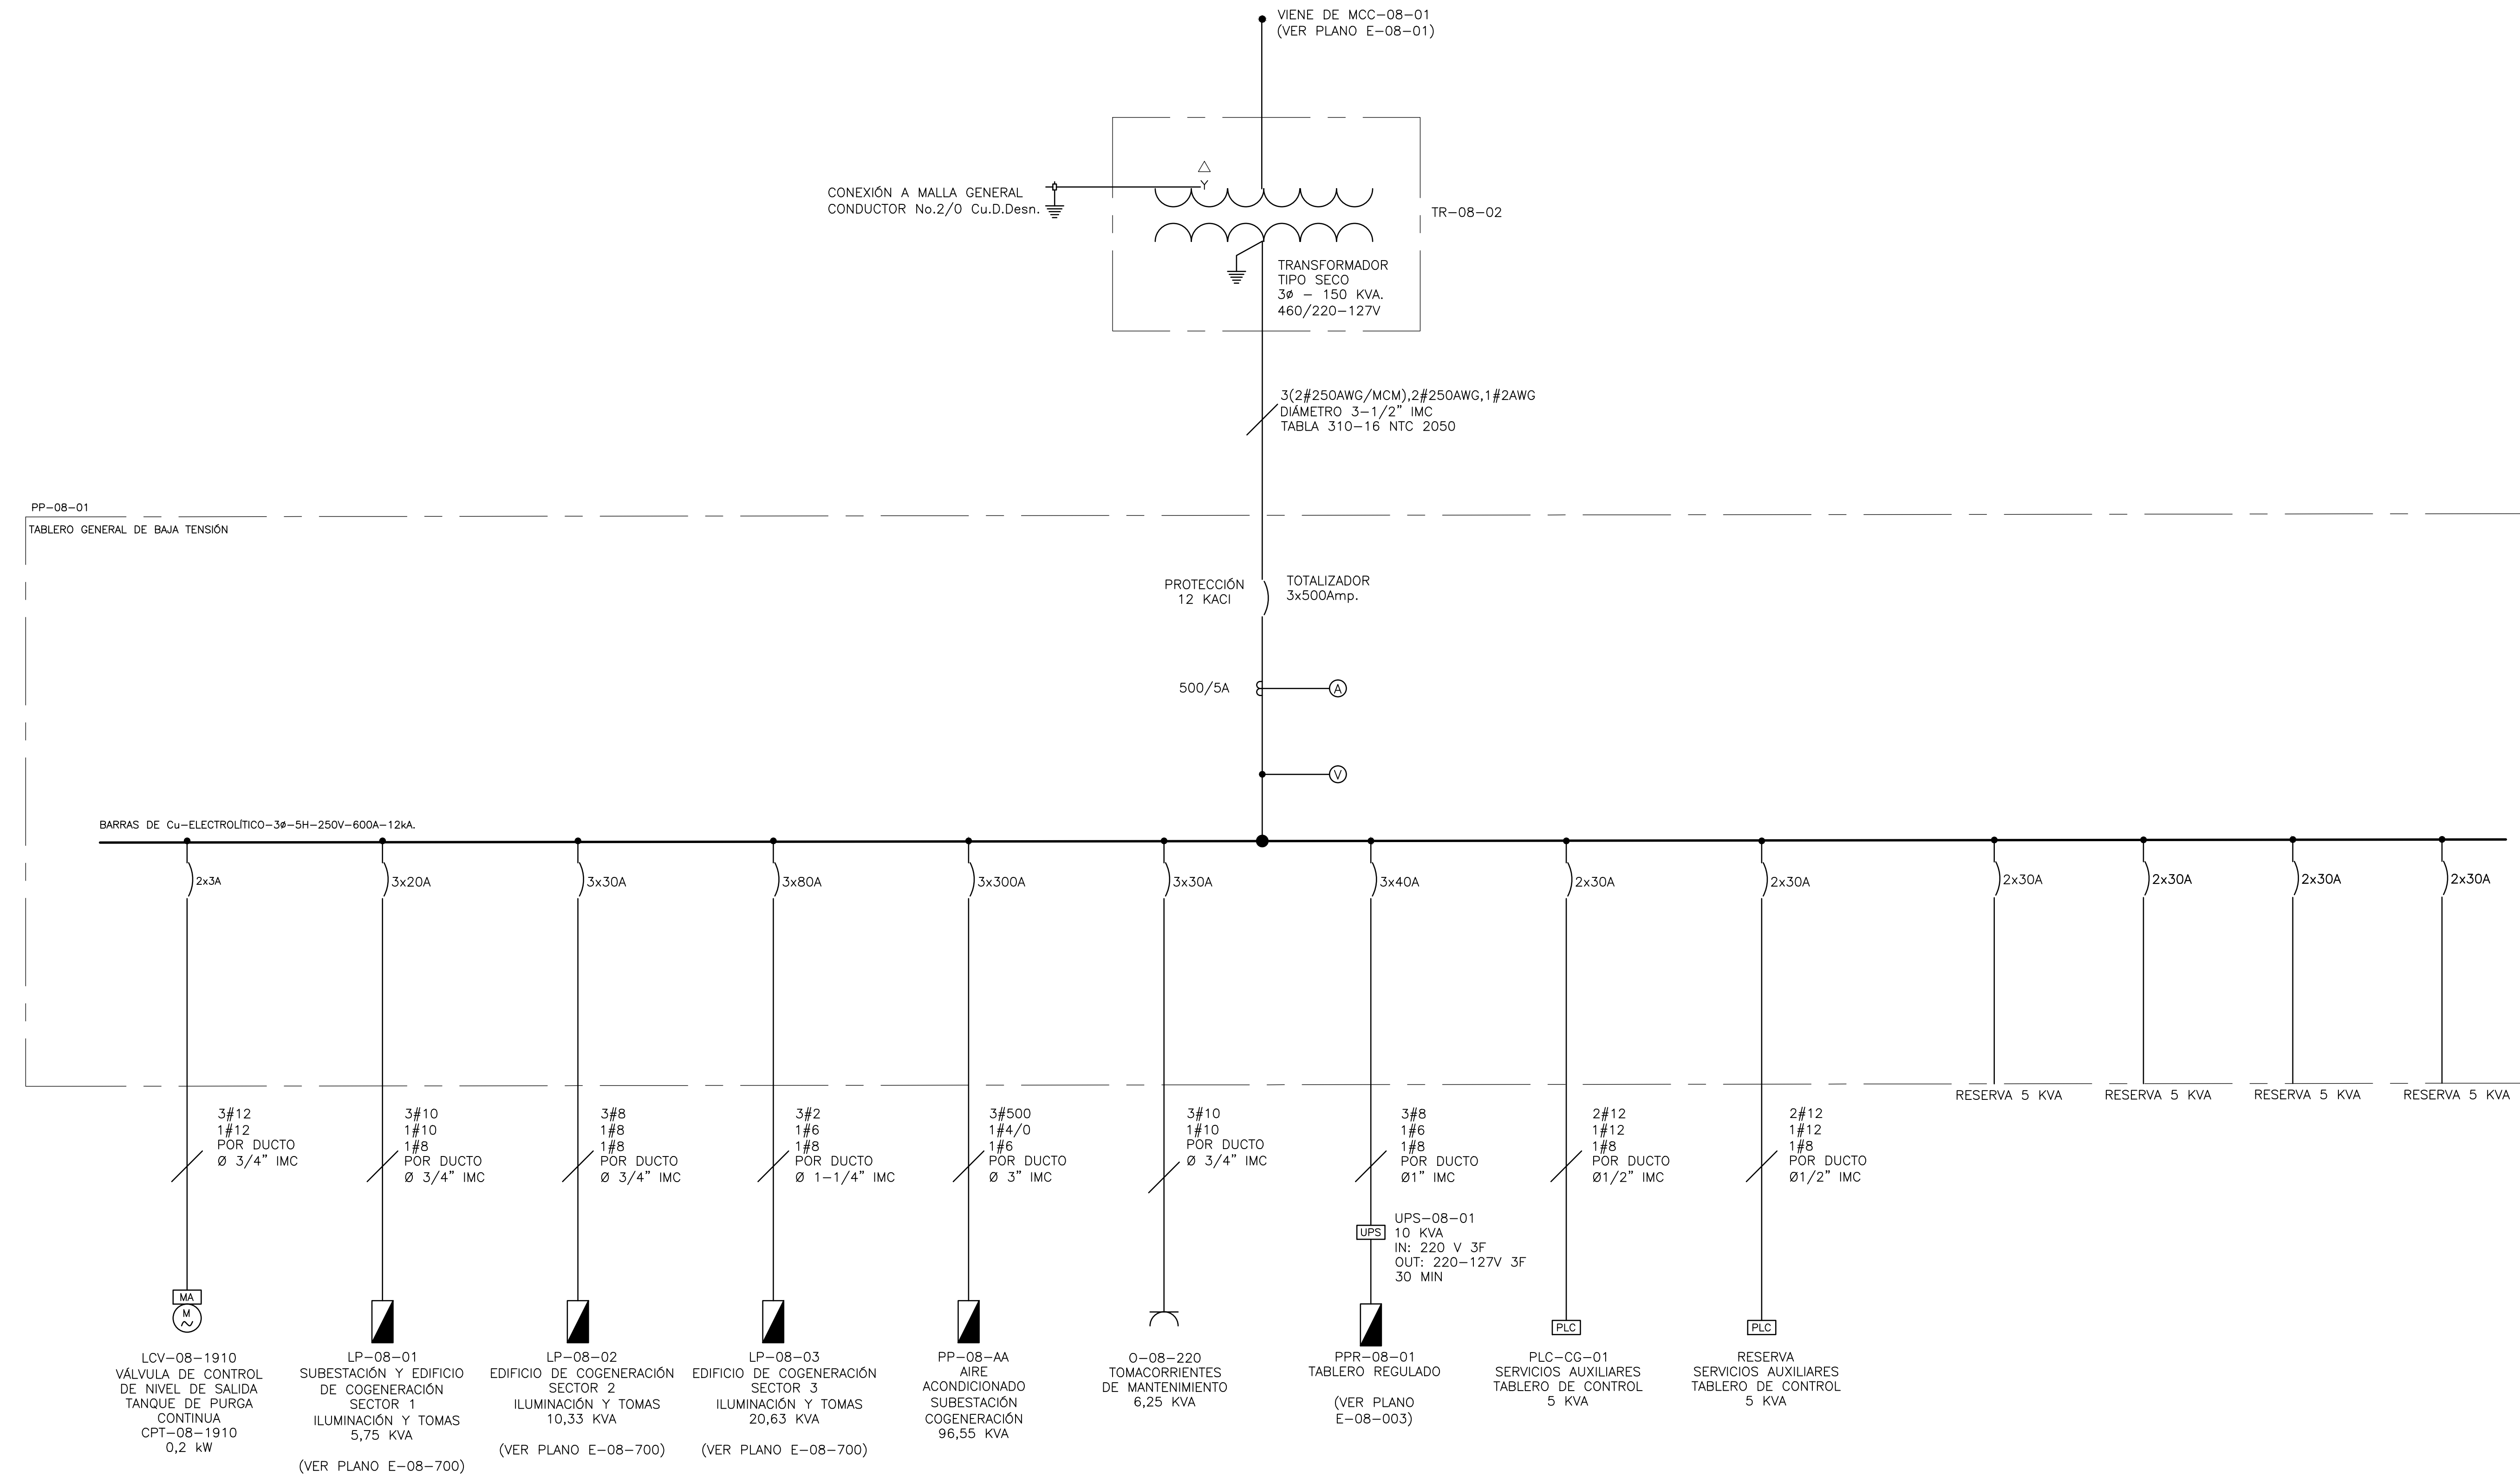 VIENE DE MCC-08-01
(VER PLANO E-08-01)
△
Y
CONEXIÓN A MALLA GENERAL
CONDUCTOR No.2/0 Cu.D.Desn.
TR-08-02
TRANSFORMADOR
TIPO SECO
3ø - 150 KVA.
460/220-127V
3(2#250AWG/MCM),2#250AWG,1#2AWG
DIÁMETRO 3-1/2" IMC
TABLA 310-16 NTC 2050
PP-08-01
TABLERO GENERAL DE BAJA TENSIÓN
PROTECCIÓN
12 KACI
TOTALIZADOR
3x500Amp.
500/5A
A
V
BARRAS DE Cu-ELECTROLÍTICO-3ø-5H-250V-600A-12kA.
2x3A
3x20A
3x30A
3x80A
3x300A
3x30A
3x40A
2x30A
2x30A
2x30A
2x30A
2x30A
2x30A
RESERVA 5 KVA
RESERVA 5 KVA
RESERVA 5 KVA
RESERVA 5 KVA
3#12
1#12
POR DUCTO
Ø 3/4" IMC
3#10
1#10
1#8
POR DUCTO
Ø 3/4" IMC
3#8
1#8
1#8
POR DUCTO
Ø 3/4" IMC
3#2
1#6
1#8
POR DUCTO
Ø 1-1/4" IMC
3#500
1#4/0
1#6
POR DUCTO
Ø 3" IMC
3#10
1#10
POR DUCTO
Ø 3/4" IMC
3#8
1#6
1#8
POR DUCTO
Ø1" IMC
2#12
1#12
1#8
POR DUCTO
Ø1/2" IMC
2#12
1#12
1#8
POR DUCTO
Ø1/2" IMC
UPS
UPS-08-01
10 KVA
IN: 220 V 3F
OUT: 220-127V 3F
30 MIN
MA
M
PLC
PLC
LCV-08-1910
VÁLVULA DE CONTROL
DE NIVEL DE SALIDA
TANQUE DE PURGA
CONTINUA
CPT-08-1910
0,2 kW
LP-08-01
SUBESTACIÓN Y EDIFICIO
DE COGENERACIÓN
SECTOR 1
ILUMINACIÓN Y TOMAS
5,75 KVA
(VER PLANO E-08-700)
LP-08-02
EDIFICIO DE COGENERACIÓN
SECTOR 2
ILUMINACIÓN Y TOMAS
10,33 KVA
(VER PLANO E-08-700)
LP-08-03
EDIFICIO DE COGENERACIÓN
SECTOR 3
ILUMINACIÓN Y TOMAS
20,63 KVA
(VER PLANO E-08-700)
PP-08-AA
AIRE
ACONDICIONADO
SUBESTACIÓN
COGENERACIÓN
96,55 KVA
O-08-220
TOMACORRIENTES
DE MANTENIMIENTO
6,25 KVA
PPR-08-01
TABLERO REGULADO
(VER PLANO
E-08-003)
PLC-CG-01
SERVICIOS AUXILIARES
TABLERO DE CONTROL
5 KVA
RESERVA
SERVICIOS AUXILIARES
TABLERO DE CONTROL
5 KVA